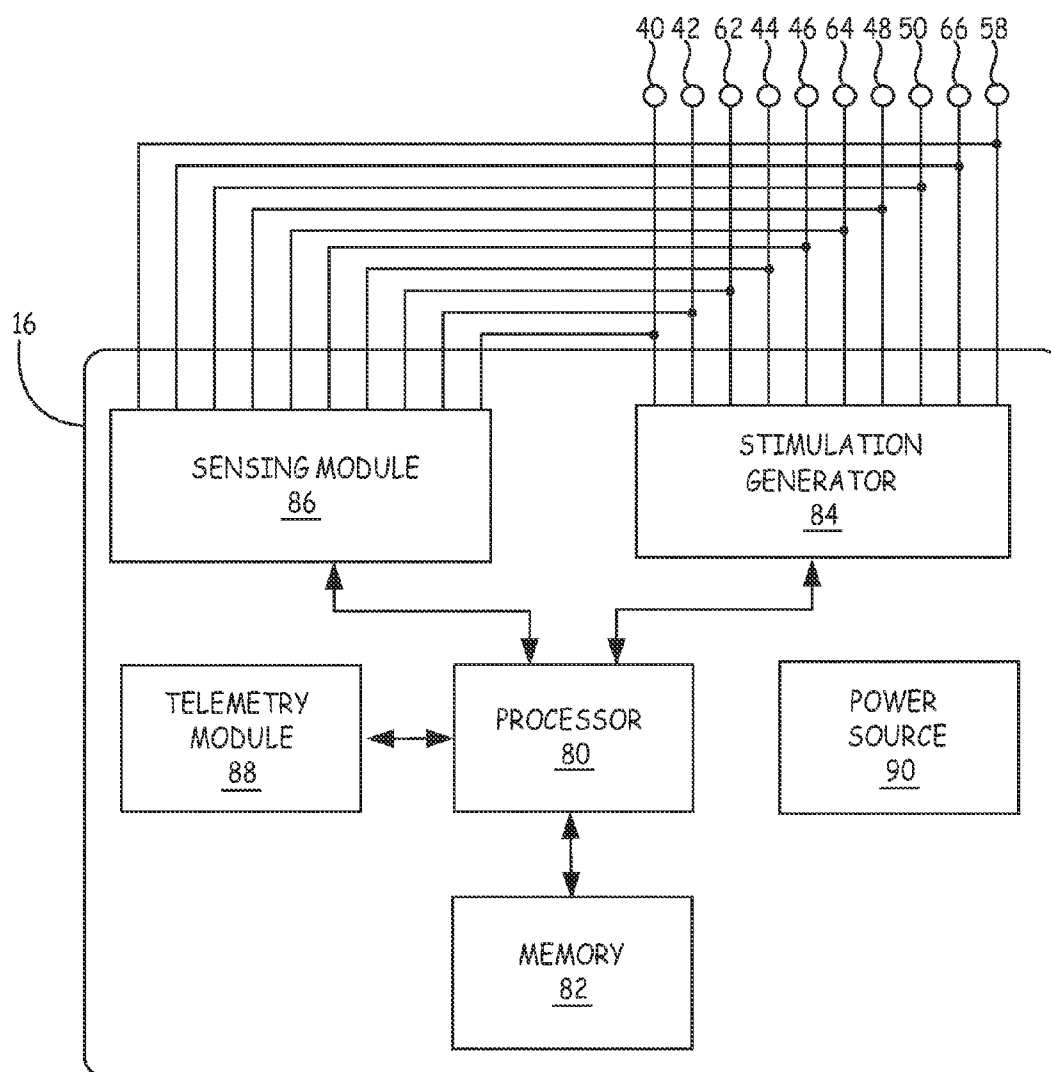 40 42 62 44 46 64 48 50 66 58
16
SENSING MODULE
86
STIMULATION
GENERATOR
84
TELEMETRY
MODULE
88
PROCESSOR
80
POWER
SOURCE
90
MEMORY
82